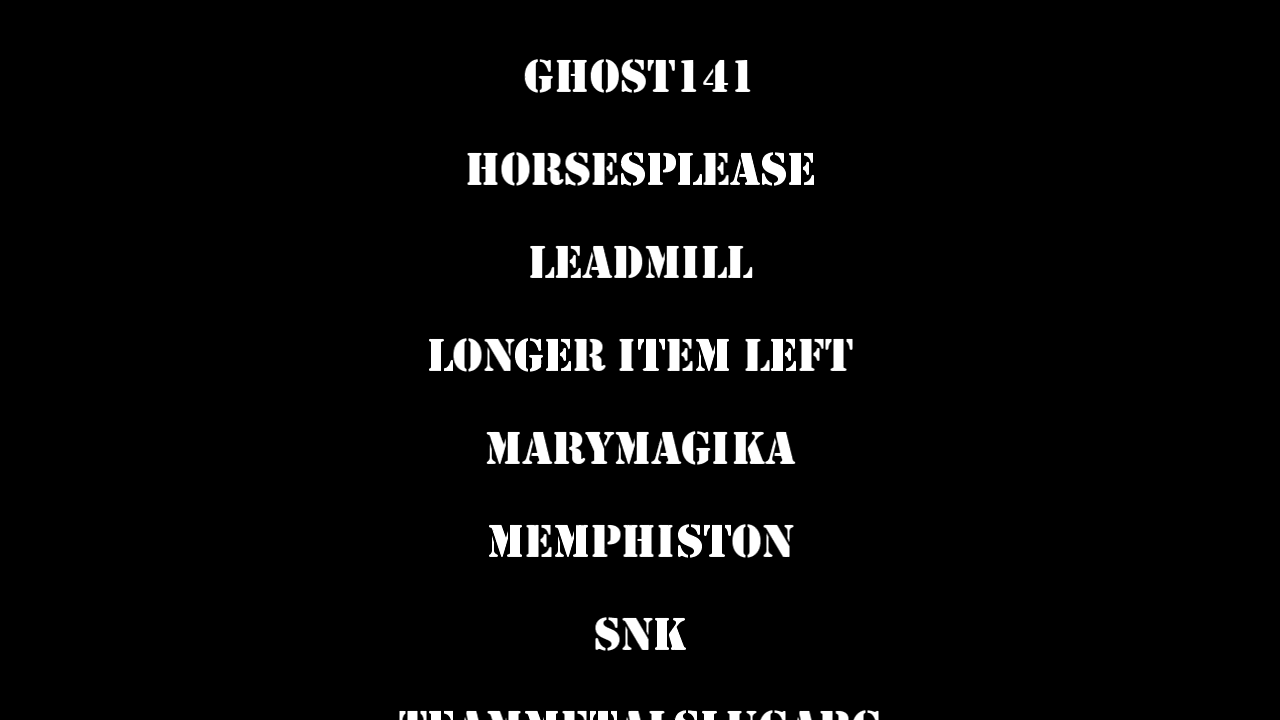 GHOST141
HORSESPLEASE
LEADMILL
LONGER ITEM LEFT
MARYMAGIKA
MEMPHISTON
SNK